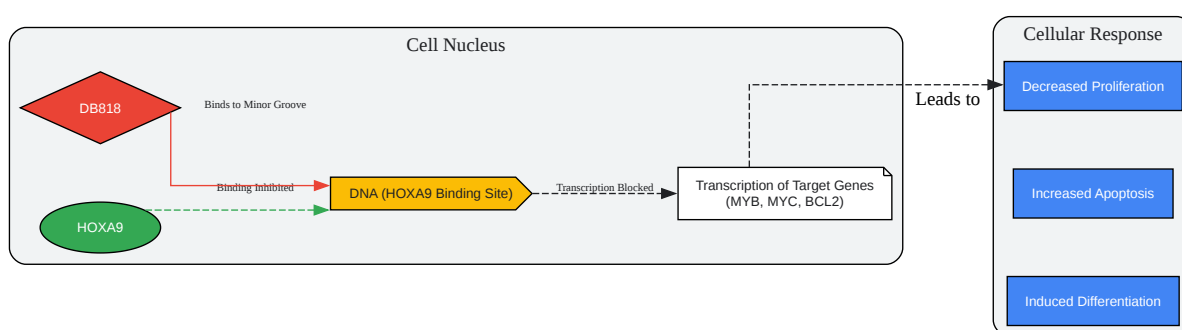 Cell Nucleus
Cellular Response
DB818
Binds to Minor Groove
Decreased Proliferation
Leads to
Binding Inhibited
DNA (HOXA9 Binding Site)
Transcription Blocked
Transcription of Target Genes
(MYB, MYC, BCL2)
Increased Apoptosis
HOXA9
Induced Differentiation